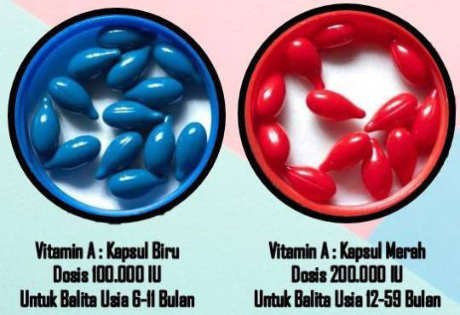 Vitamin A : Kapsul Biru
Dosis 100.000 IU
Untuk Balita Usia 6-11 Bulan
Vitamin A : Kapsul Merah
Dosis 200.000 IU
Untuk Balita Usia 12-59 Bulan